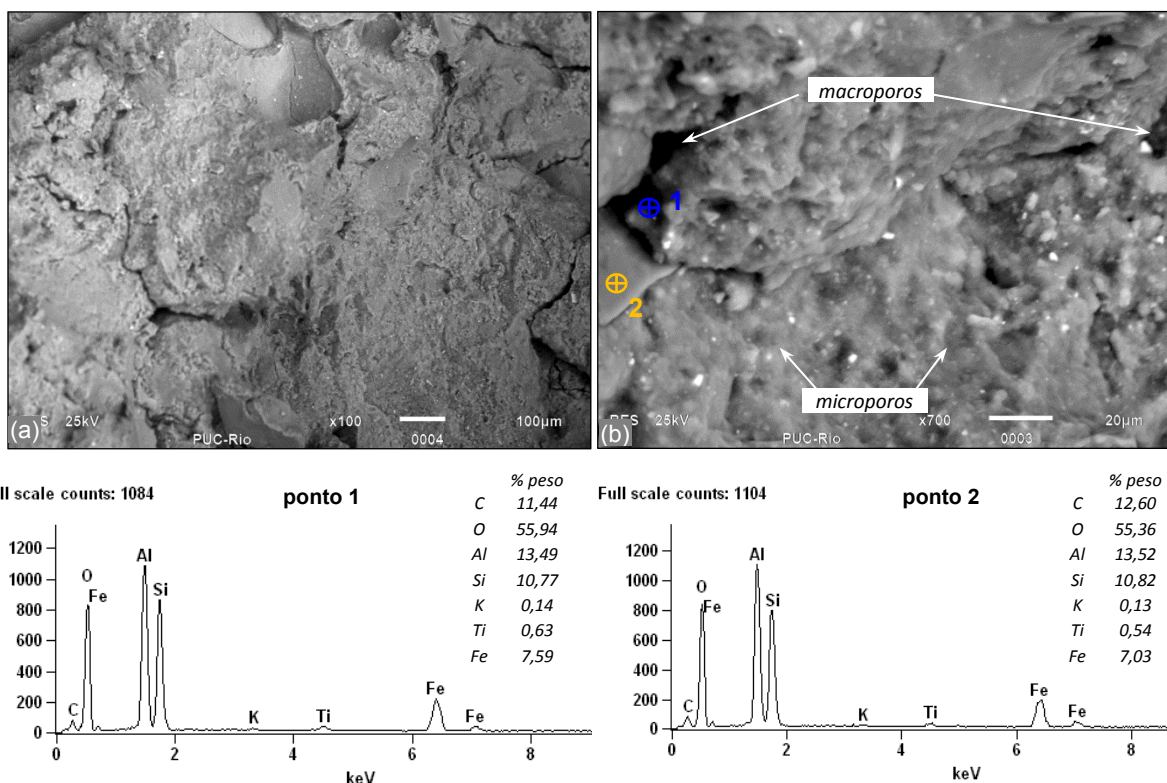 macroporos
1
2
microporos
S 25kV x100 100µm
(a) PUC-Rio 0004
BES 25kV x700 20µm
(b) PUC-Rio 0003
ll scale counts: 1084
ponto 1
% peso
C 11,44
O 55,94
Al 13,49
Si 10,77
K 0,14
Ti 0,63
Fe 7,59
1200
1000
800
600
400
200
0
O
Fe
Al
Si
C
K
Ti
Fe
Fe
0 2 4 6 8
keV
Full scale counts: 1104
ponto 2
% peso
C 12,60
O 55,36
Al 13,52
Si 10,82
K 0,13
Ti 0,54
Fe 7,03
1200
1000
800
600
400
200
0
O
Fe
Al
Si
C
K
Ti
Fe
Fe
0 2 4 6 8
keV